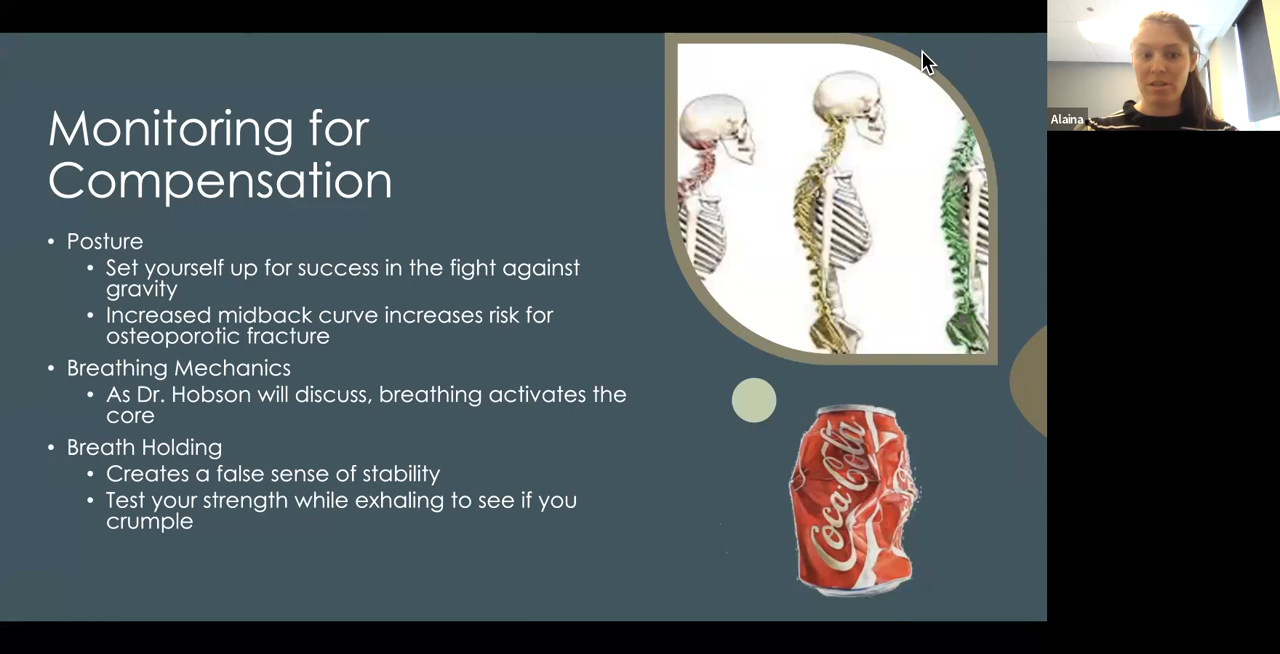 Monitoring for
Compensation
• Posture
• Set yourself up for success in the fight against
gravity
• Increased midback curve increases risk for
osteoporotic fracture
• Breathing Mechanics
• As Dr. Hobson will discuss, breathing activates the
core
• Breath Holding
• Creates a false sense of stability
• Test your strength while exhaling to see if you
crumple
Coca-Cola
Alaina